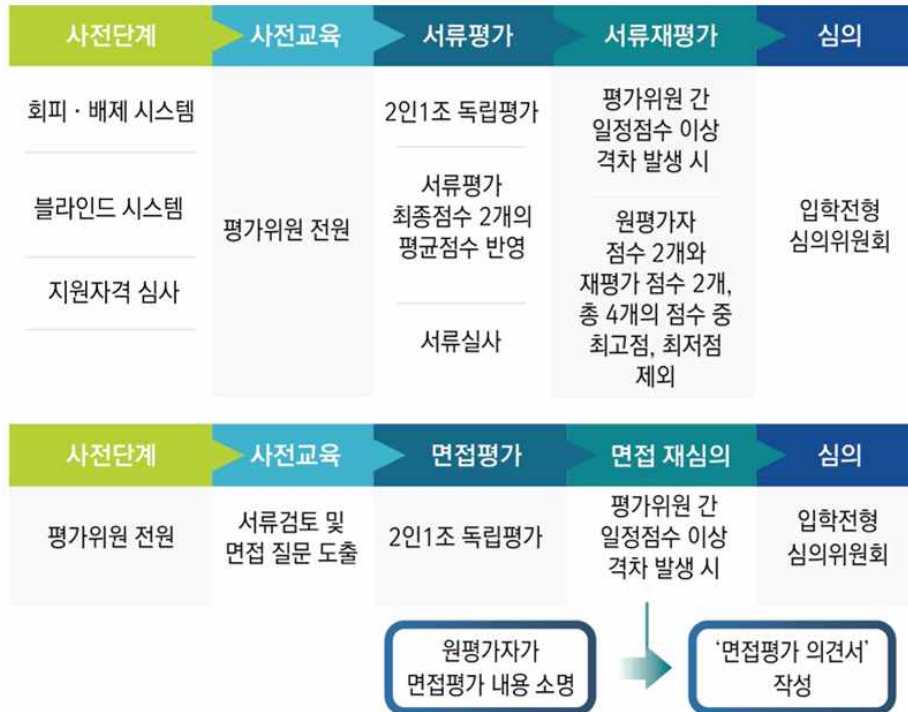 사전단계
사전교육
서류평가
서류재평가
심의
회피 · 배제 시스템
블라인드 시스템
지원자격 심사
평가위원 전원
2인1조 독립평가
서류평가
최종점수 2개의
평균점수 반영
서류실사
평가위원 간
일정점수 이상
격차 발생 시
원평가자
점수 2개와
재평가 점수 2개,
총 4개의 점수 중
최고점, 최저점
제외
입학전형
심의위원회
사전단계
사전교육
면접평가
면접 재심의
심의
평가위원 전원
서류검토 및
면접 질문 도출
2인1조 독립평가
평가위원 간
일정점수 이상
격차 발생 시
입학전형
심의위원회
원평가자가
면접평가 내용 소명
‘면접평가 의견서’
작성